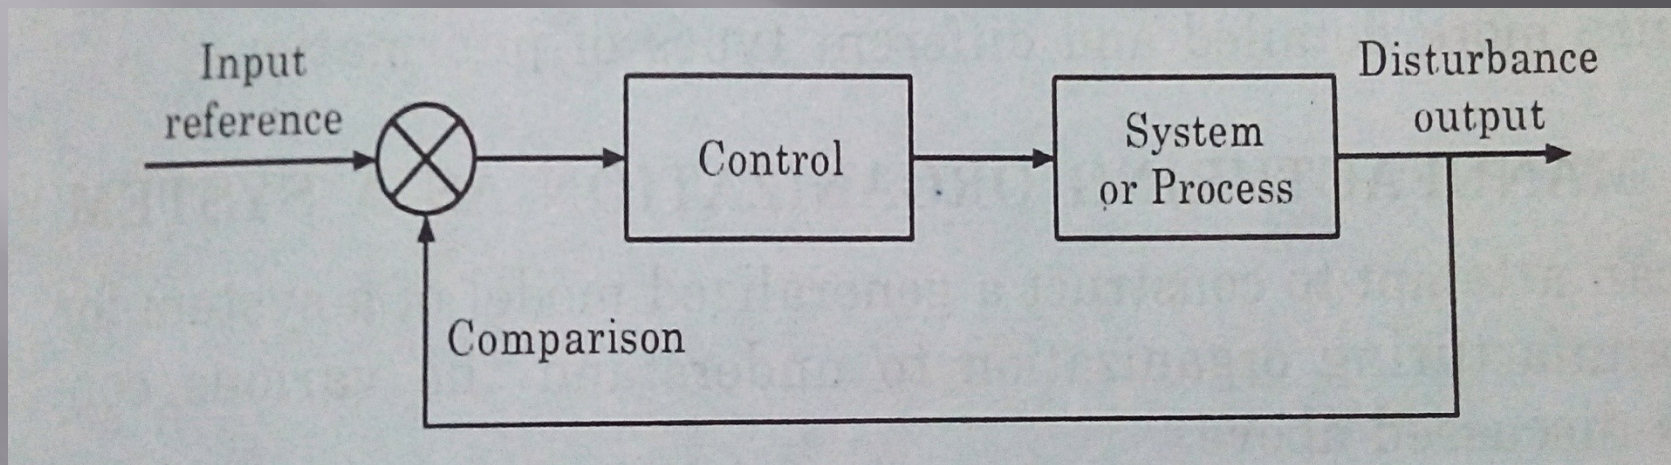 Input
reference
Control
System
or Process
Disturbance
output
Comparison